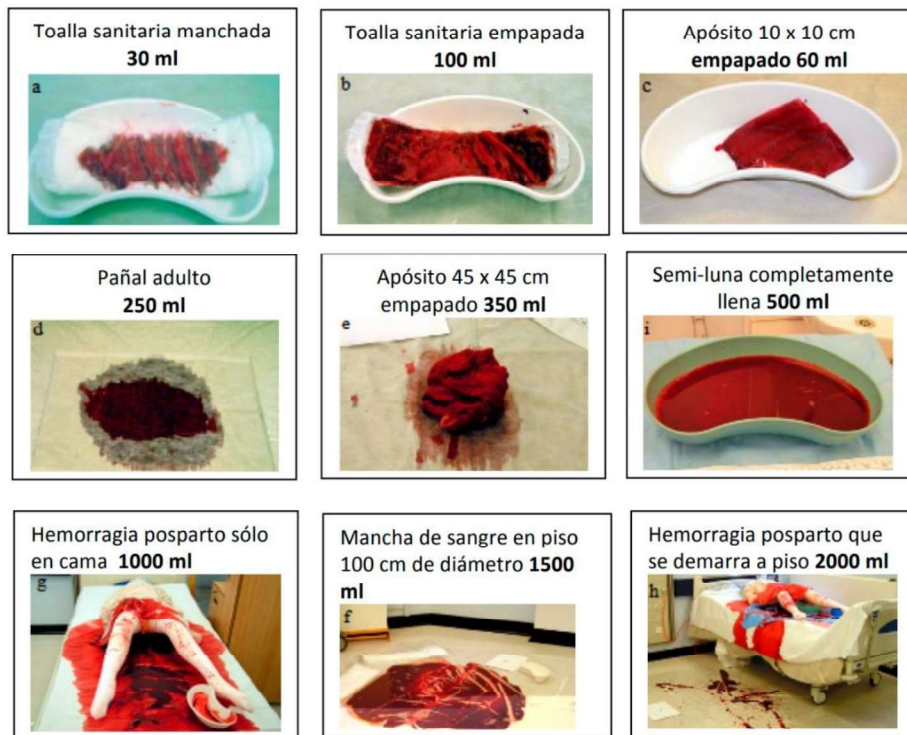 Toalla sanitaria manchada
30 ml
a
Toalla sanitaria empapada
100 ml
b
Apósito 10 x 10 cm
empapado 60 ml
c
Pañal adulto
250 ml
d
Apósito 45 x 45 cm
empapado 350 ml
e
Semi-luna completamente
llena 500 ml
i
Hemorragia posparto sólo
en cama 1000 ml
g
Mancha de sangre en piso
100 cm de diámetro 1500
ml
f
Hemorragia posparto que
se demarra a piso 2000 ml
h